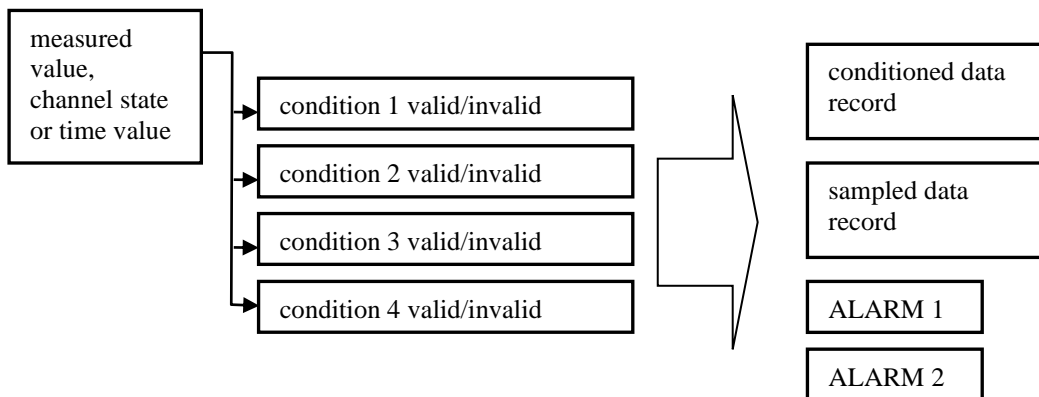 measured
value,
channel state
or time value
condition 1 valid/invalid
condition 2 valid/invalid
condition 3 valid/invalid
condition 4 valid/invalid
conditioned data
record
sampled data
record
ALARM 1
ALARM 2